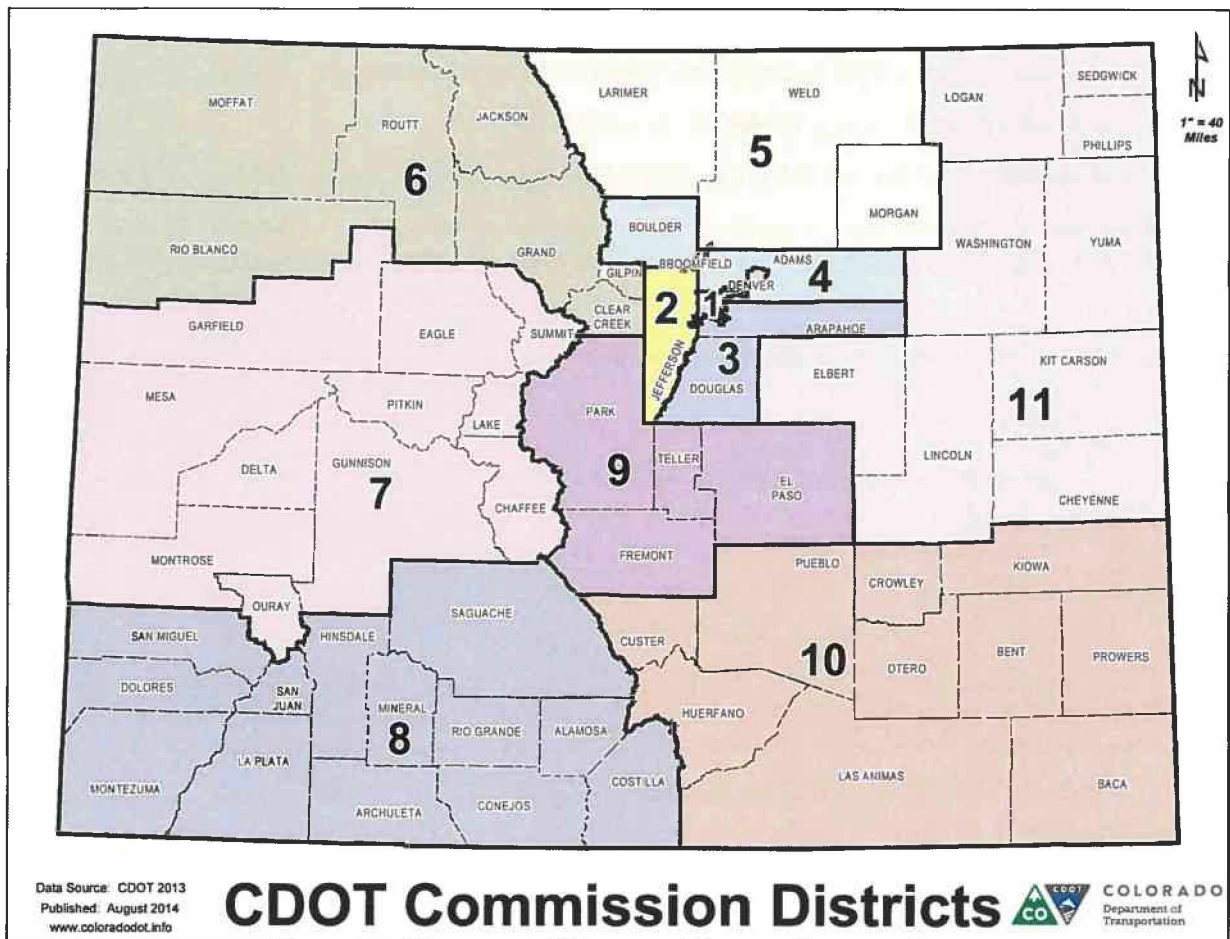 MOFFAT
ROUTT
JACKSON
LARIMER
WELD
LOGAN
SEDGWICK
PHILLIPS
N
1" = 40
Miles
6
5
RIO BLANCO
GRAND
BOULDER
MORGAN
WASHINGTON
YUMA
GILPIN
BROOMFIELD
ADAMS
DENVER
4
CLEAR
CREEK
2
1
ARAPAHOE
GARFIELD
EAGLE
SUMMIT
JEFFERSON
3
DOUGLAS
ELBERT
KIT CARSON
11
MESA
PITKIN
LAKE
PARK
9
TELLER
EL
PASO
LINCOLN
CHEYENNE
DELTA
GUNNISON
7
CHAFFEE
FREMONT
MONTROSE
OURAY
PUEBLO
CROWLEY
KIOWA
SAN MIGUEL
HINSDALE
SAGUACHE
CUSTER
10
OTERO
BENT
PROWERS
DOLORES
SAN
JUAN
MINERAL
8
RIO GRANDE
ALAMOSA
HUERFANO
LA PLATA
COSTILLA
LAS ANIMAS
BACA
MONTEZUMA
ARCHULETA
CONEJOS
Data Source: CDOT 2013
Published: August 2014
www.coloradodot.info
CDOT Commission Districts
CO
CDOT
COLORADO
Department of
Transportation